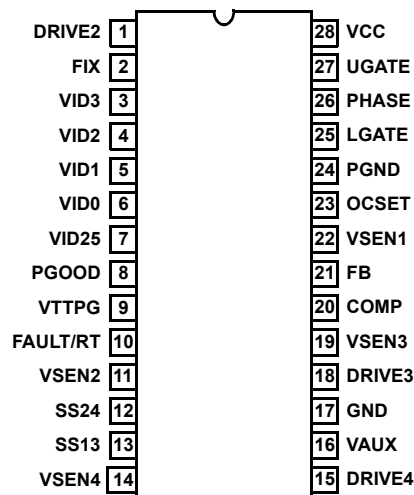 DRIVE2 1 28 VCC
FIX 2 27 UGATE
VID3 3 26 PHASE
VID2 4 25 LGATE
VID1 5 24 PGND
VID0 6 23 OCSET
VID25 7 22 VSEN1
PGOOD 8 21 FB
VTTPG 9 20 COMP
FAULT/RT 10 19 VSEN3
VSEN2 11 18 DRIVE3
SS24 12 17 GND
SS13 13 16 VAUX
VSEN4 14 15 DRIVE4